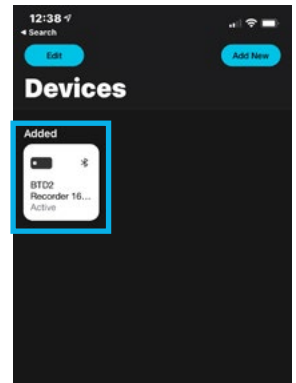 12:38
Search
Edit
Add New
Devices
Added
BTD2
Recorder 16...
Active